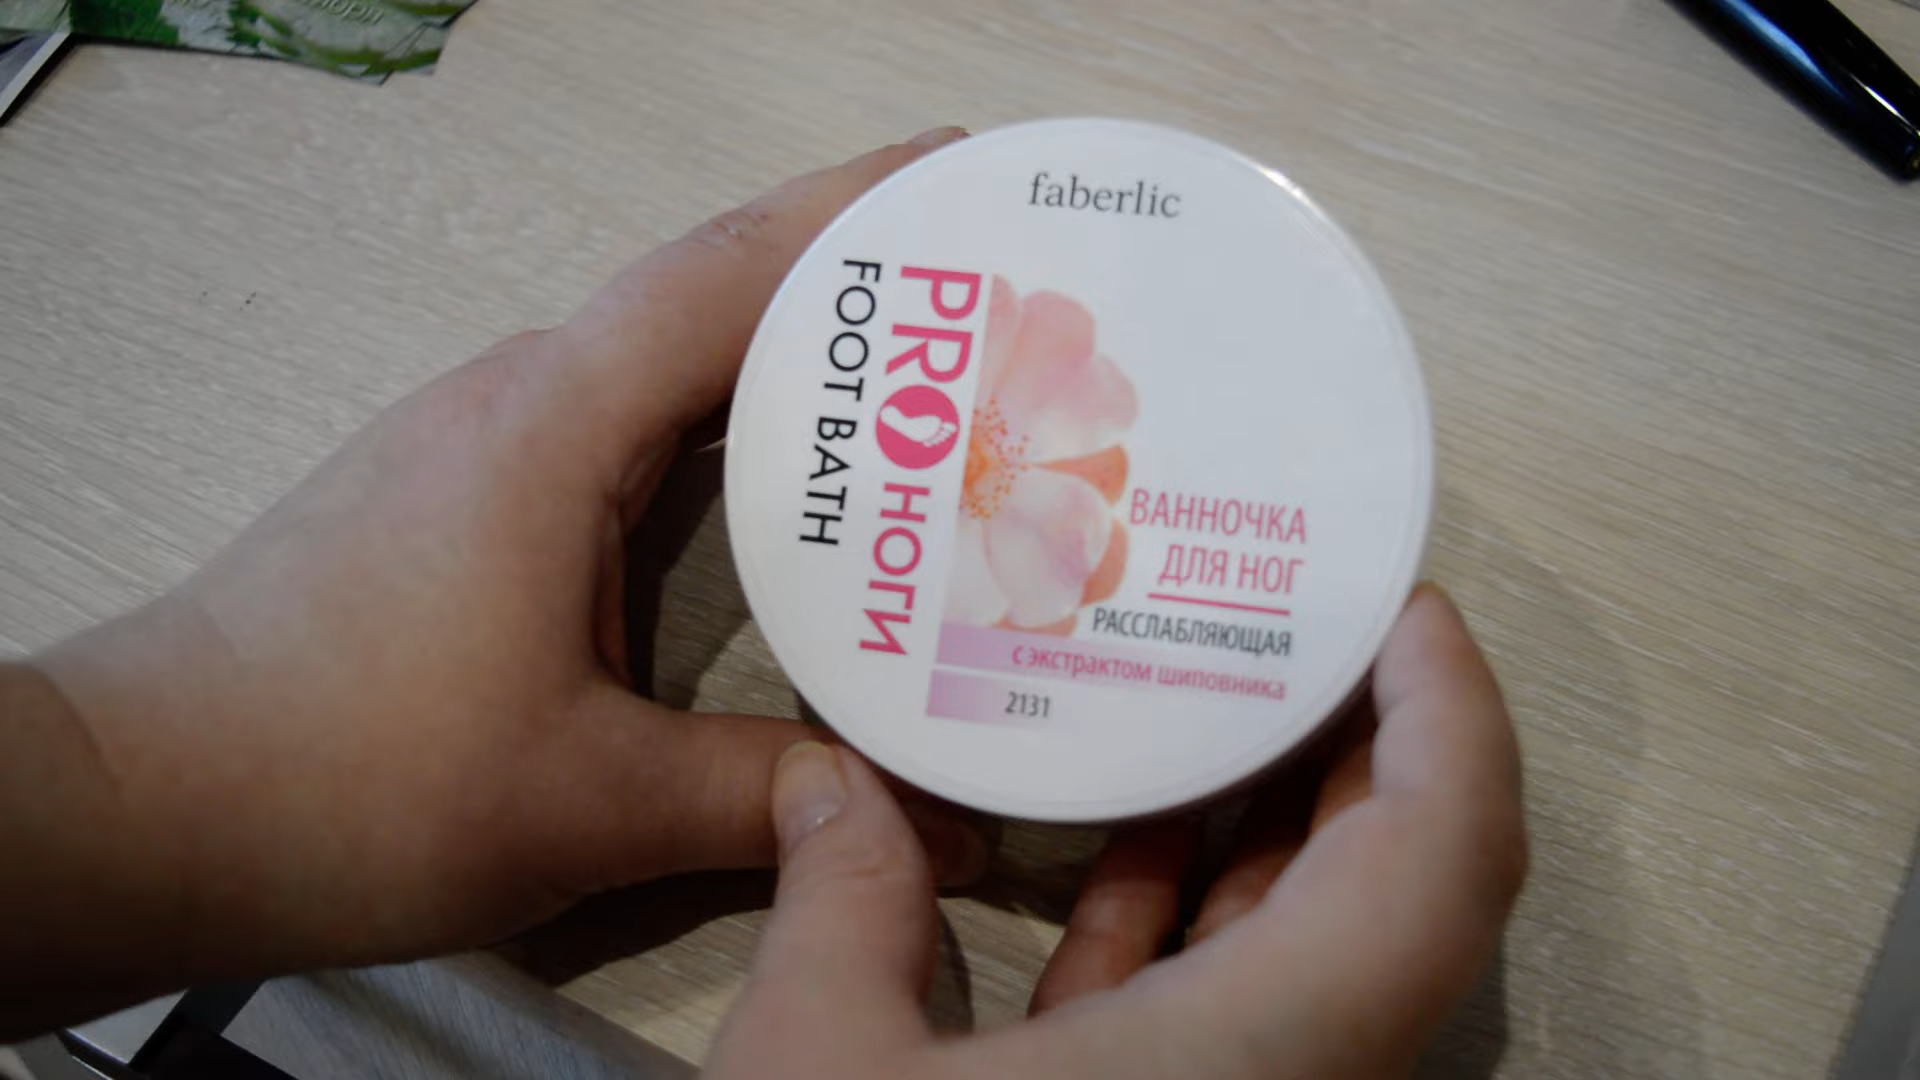 faberlic
PRO НОГИ
FOOT BATH
ВАННОЧКА
ДЛЯ НОГ
РАССЛАБЛЯЮЩАЯ
с экстрактом шиповника
2131